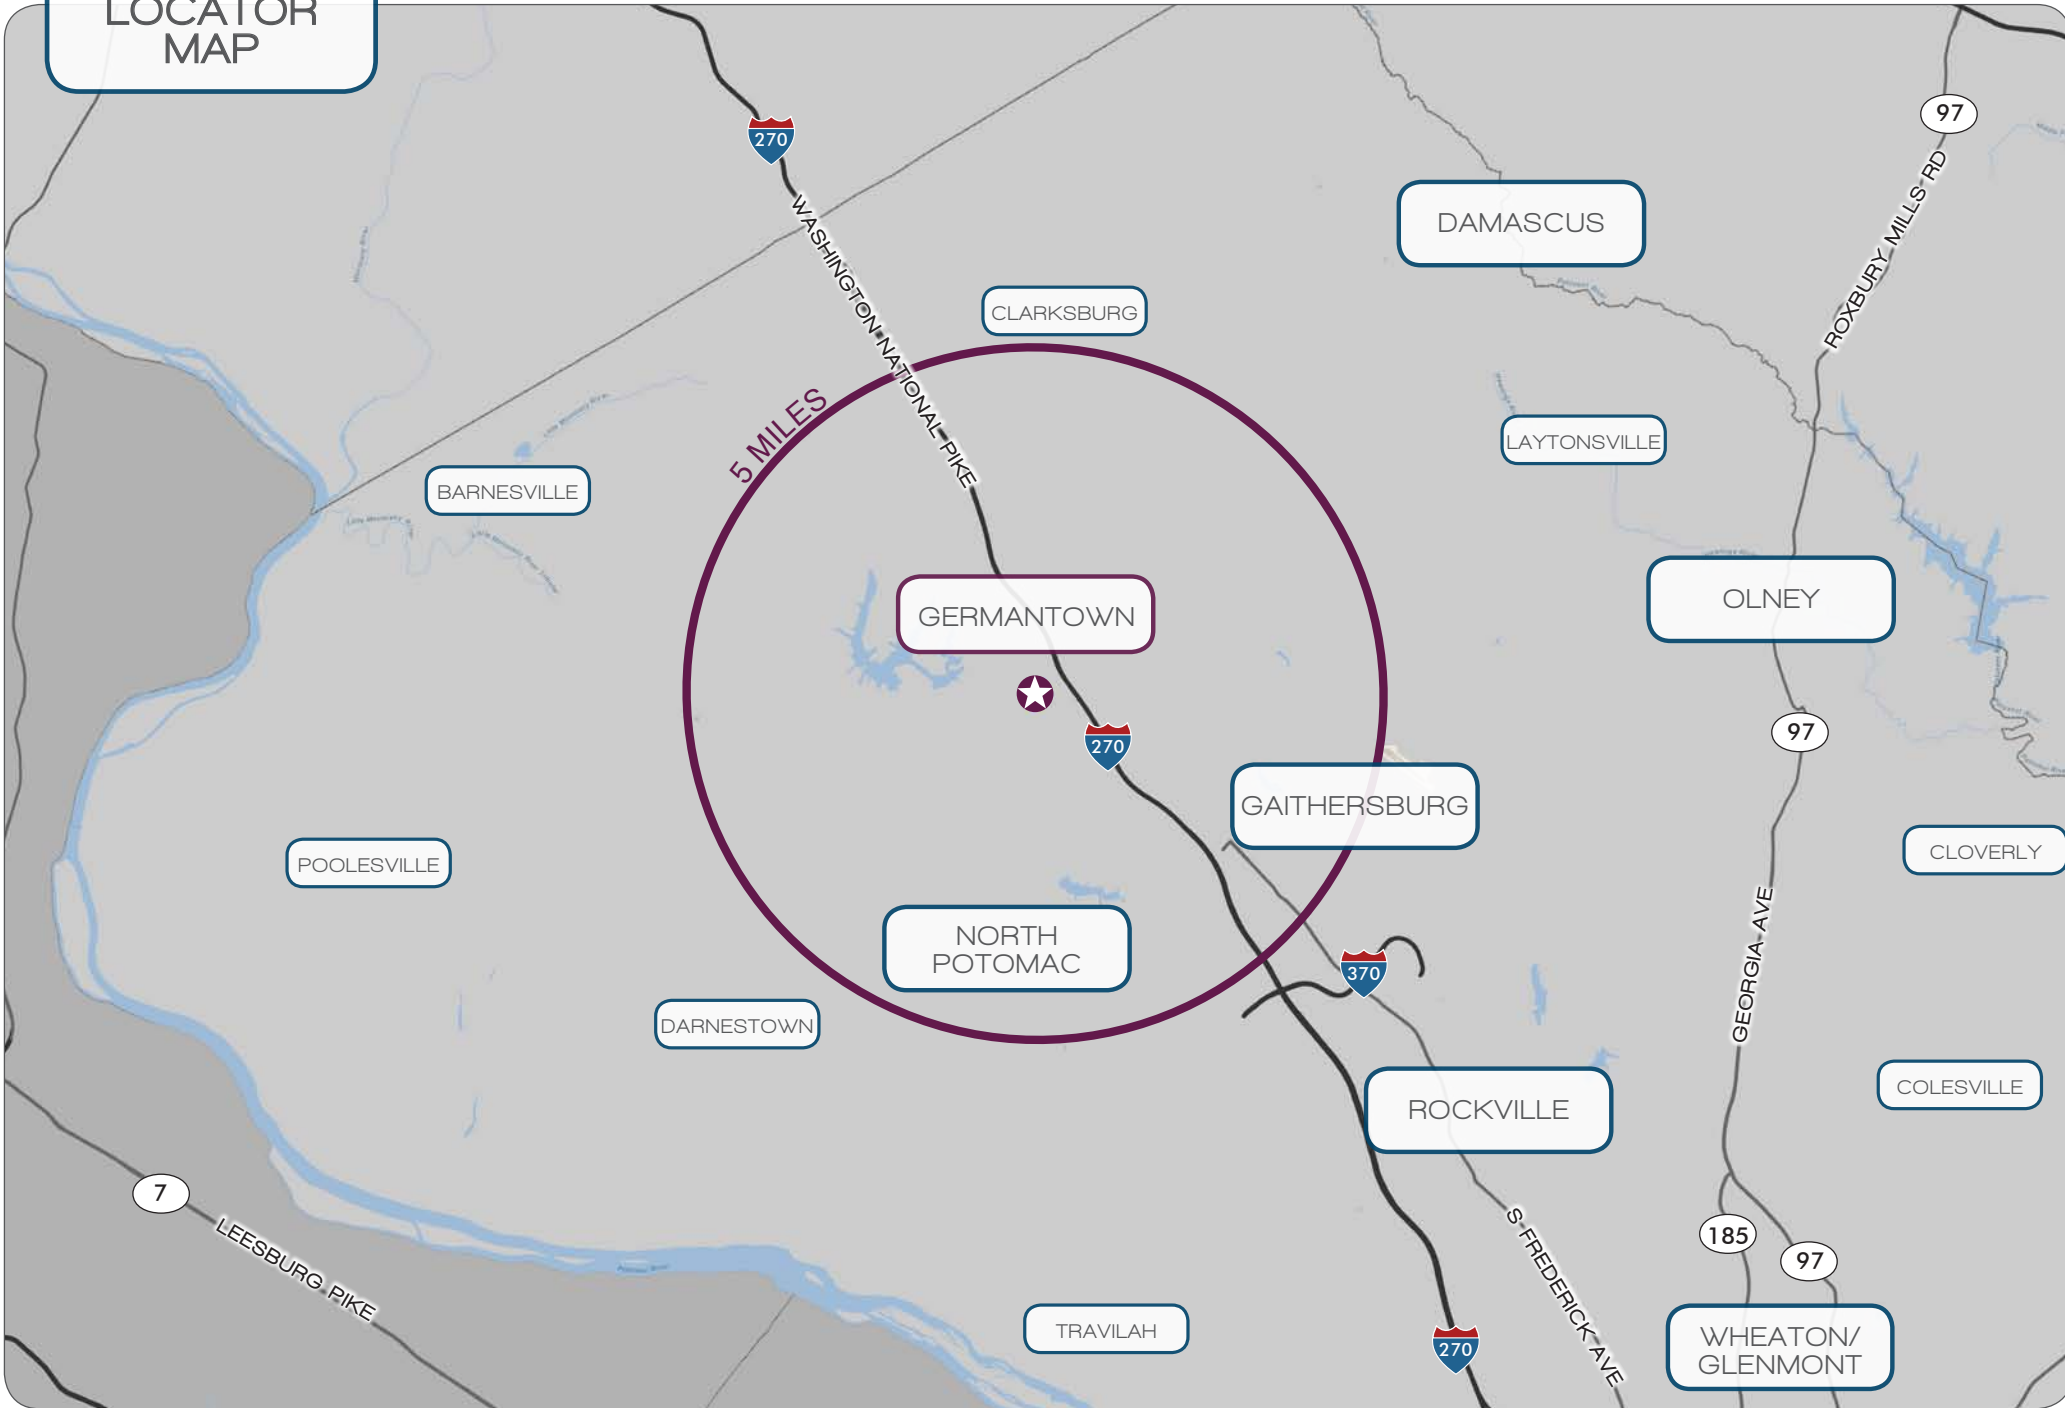 LOCATOR
MAP
270
97
ROXBURY MILLS RD
DAMASCUS
WASHINGTON NATIONAL PIKE
CLARKSBURG
5 MILES
LAYTONSVILLE
BARNESVILLE
GERMANTOWN
OLNEY
97
270
GAITHERSBURG
POOLESVILLE
CLOVERLY
GEORGIA AVE
NORTH
POTOMAC
370
DARNESTOWN
COLESVILLE
ROCKVILLE
7
LEESBURG PIKE
S FREDERICK AVE
185
97
TRAVILAH
270
WHEATON/
GLENMONT